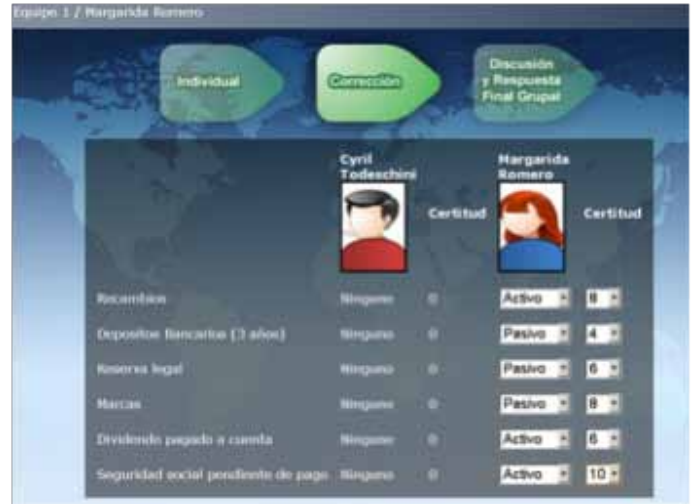 Equipo 1 / Margarida Romero
Individual
Corrección
Discusión
y Respuesta
Final Grupal
Cyril
Todeschini
Certitud
Margarida
Romero
Certitud
Recambios Ninguno 0 Activo 8
Depositos Bancarios (3 años) Ninguno 0 Pasivo 4
Reserva legal Ninguno 0 Pasivo 6
Marcas Ninguno 0 Pasivo 8
Dividendo pagado a cuenta Ninguno 0 Activo 6
Seguridad social pendiente de pago Ninguno 0 Activo 10